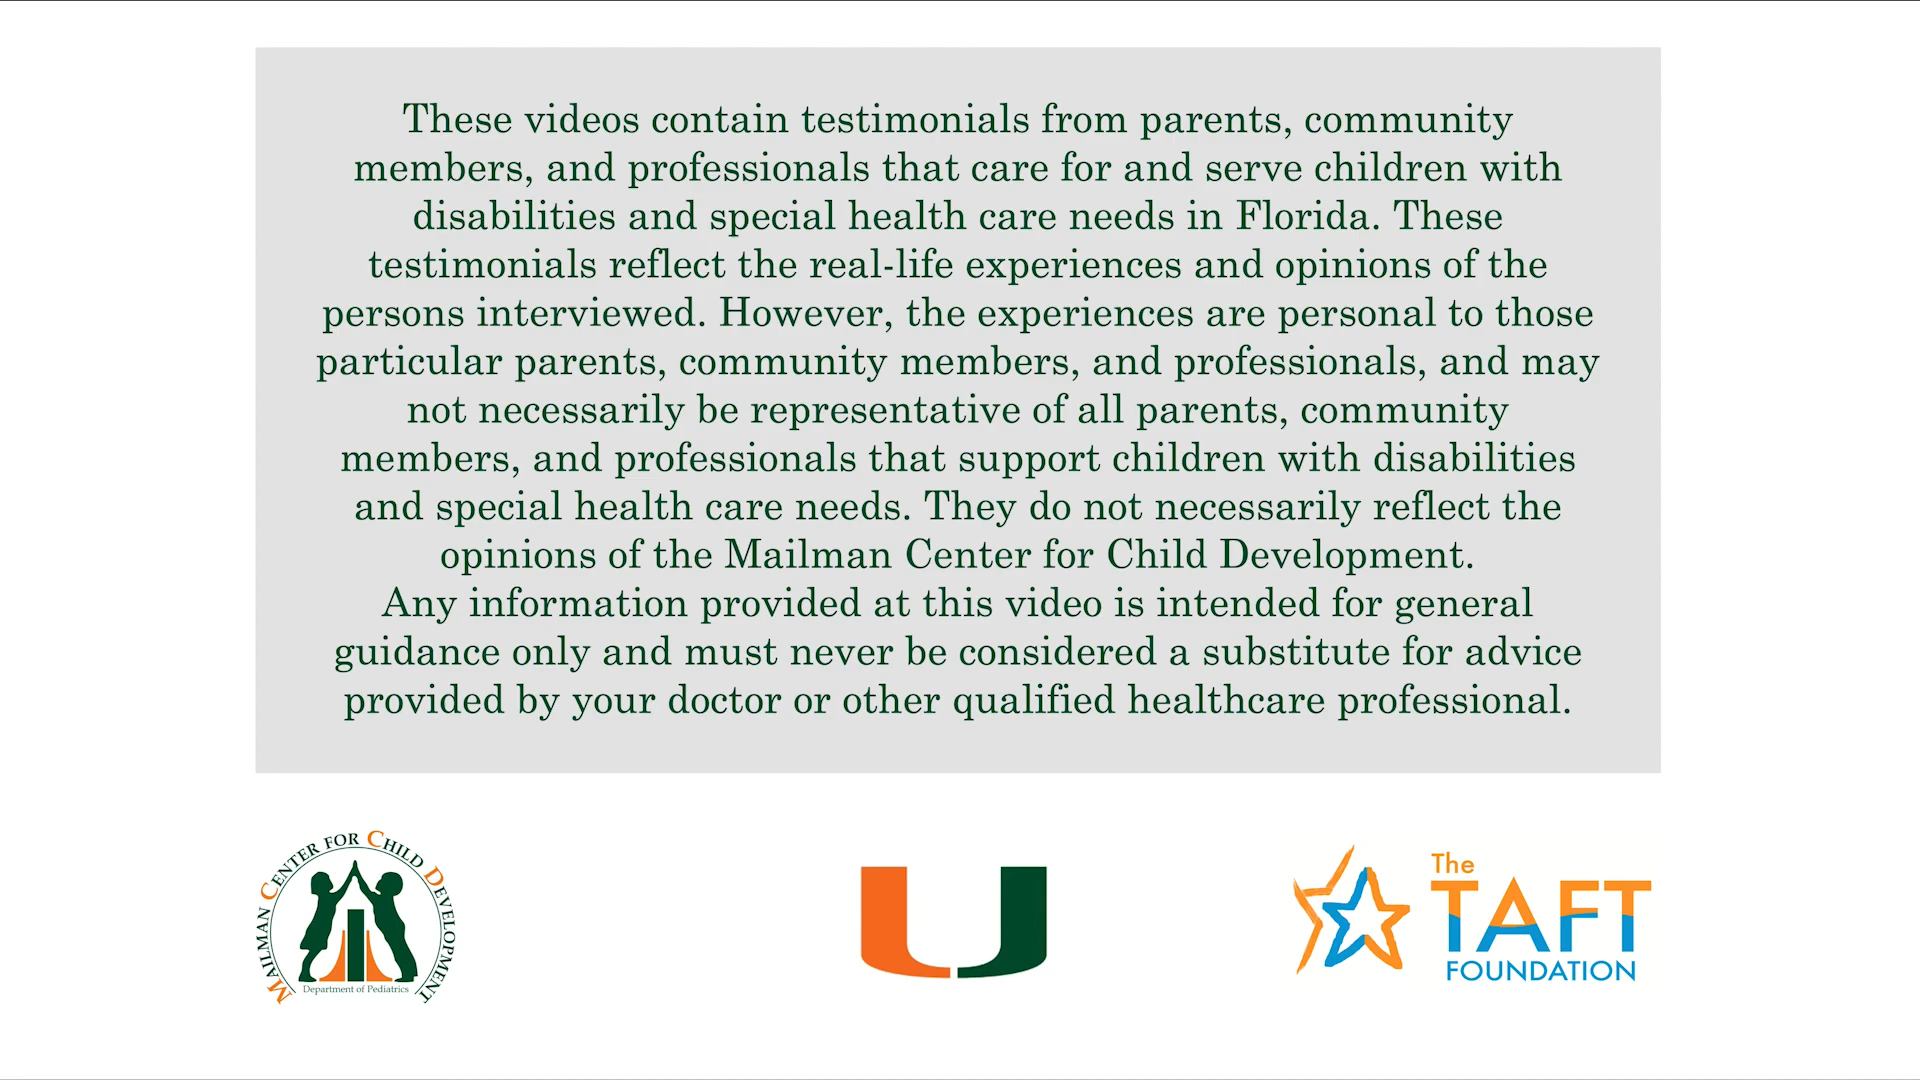 These videos contain testimonials from parents, community
members, and professionals that care for and serve children with
disabilities and special health care needs in Florida. These
testimonials reflect the real-life experiences and opinions of the
persons interviewed. However, the experiences are personal to those
particular parents, community members, and professionals, and may
not necessarily be representative of all parents, community
members, and professionals that support children with disabilities
and special health care needs. They do not necessarily reflect the
opinions of the Mailman Center for Child Development.
Any information provided at this video is intended for general
guidance only and must never be considered a substitute for advice
provided by your doctor or other qualified healthcare professional.
MAILMAN CENTER FOR CHILD DEVELOPMENT
Department of Pediatrics
U
The
TAFT
FOUNDATION